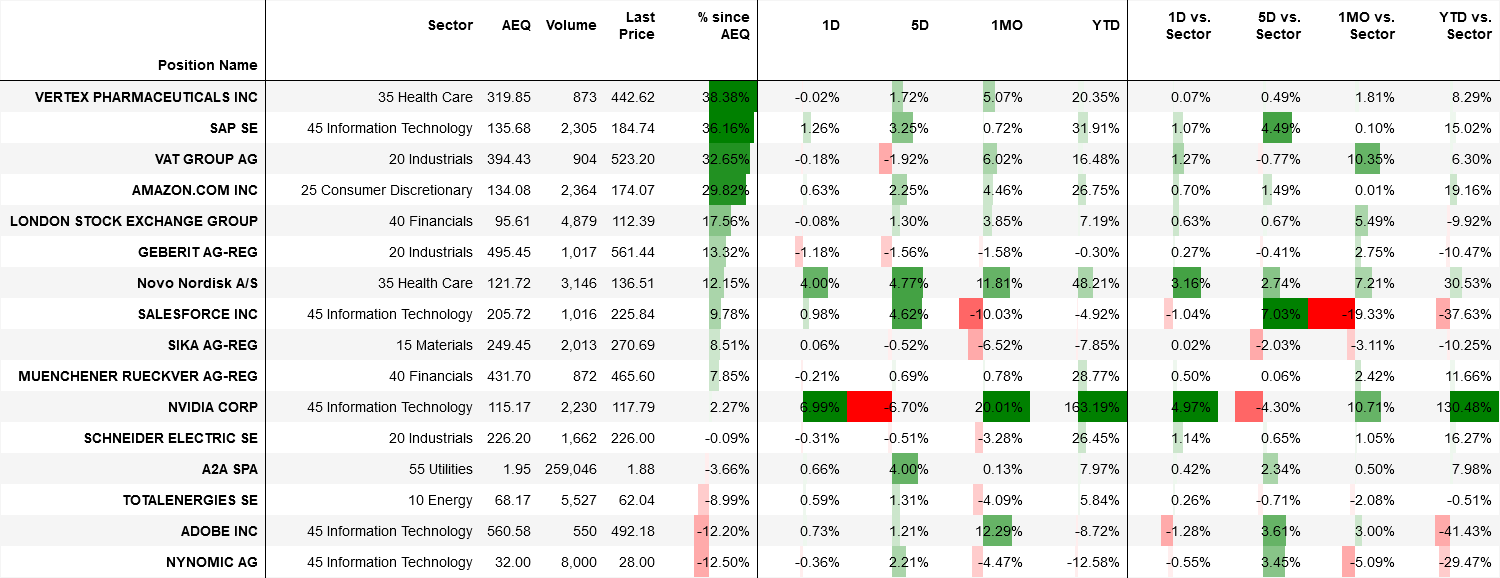 Position Name Sector AEQ Volume Last Price % since AEQ 1D 5D 1MO YTD 1D vs. Sector 5D vs. Sector 1MO vs. Sector YTD vs. Sector
VERTEX PHARMACEUTICALS INC 35 Health Care 319.85 873 442.62 38.38% -0.02% 1.72% 5.07% 20.35% 0.07% 0.49% 1.81% 8.29%
SAP SE 45 Information Technology 135.68 2,305 184.74 36.16% 1.26% 3.25% 0.72% 31.91% 1.07% 4.49% 0.10% 15.02%
VAT GROUP AG 20 Industrials 394.43 904 523.20 32.65% -0.18% -1.92% 6.02% 16.48% 1.27% -0.77% 10.35% 6.30%
AMAZON.COM INC 25 Consumer Discretionary 134.08 2,364 174.07 29.82% 0.63% 2.25% 4.46% 26.75% 0.70% 1.49% 0.01% 19.16%
LONDON STOCK EXCHANGE GROUP 40 Financials 95.61 4,879 112.39 17.56% -0.08% 1.30% 3.85% 7.19% 0.63% 0.67% 5.49% -9.92%
GEBERIT AG-REG 20 Industrials 495.45 1,017 561.44 13.32% -1.18% -1.56% -1.58% -0.30% 0.27% -0.41% 2.75% -10.47%
Novo Nordisk A/S 35 Health Care 121.72 3,146 136.51 12.15% 4.00% 4.77% 11.81% 48.21% 3.16% 2.74% 7.21% 30.53%
SALESFORCE INC 45 Information Technology 205.72 1,016 225.84 9.78% 0.98% 4.62% -10.03% -4.92% -1.04% 7.03% -19.33% -37.63%
SIKA AG-REG 15 Materials 249.45 2,013 270.69 8.51% 0.06% -0.52% -6.52% -7.85% 0.02% -2.03% -3.11% -10.25%
MUENCHENER RUECKVER AG-REG 40 Financials 431.70 872 465.60 7.85% -0.21% 0.69% 0.78% 28.77% 0.50% 0.06% 2.42% 11.66%
NVIDIA CORP 45 Information Technology 115.17 2,230 117.79 2.27% 6.99% -6.70% 20.01% 163.19% 4.97% -4.30% 10.71% 130.48%
SCHNEIDER ELECTRIC SE 20 Industrials 226.20 1,662 226.00 -0.09% -0.31% -0.51% -3.28% 26.45% 1.14% 0.65% 1.05% 16.27%
A2A SPA 55 Utilities 1.95 259,046 1.88 -3.66% 0.66% 4.00% 0.13% 7.97% 0.42% 2.34% 0.50% 7.98%
TOTALENERGIES SE 10 Energy 68.17 5,527 62.04 -8.99% 0.59% 1.31% -4.09% 5.84% 0.26% -0.71% -2.08% -0.51%
ADOBE INC 45 Information Technology 560.58 550 492.18 -12.20% 0.73% 1.21% 12.29% -8.72% -1.28% 3.61% 3.00% -41.43%
NYNOMIC AG 45 Information Technology 32.00 8,000 28.00 -12.50% -0.36% 2.21% -4.47% -12.58% -0.55% 3.45% -5.09% -29.47%